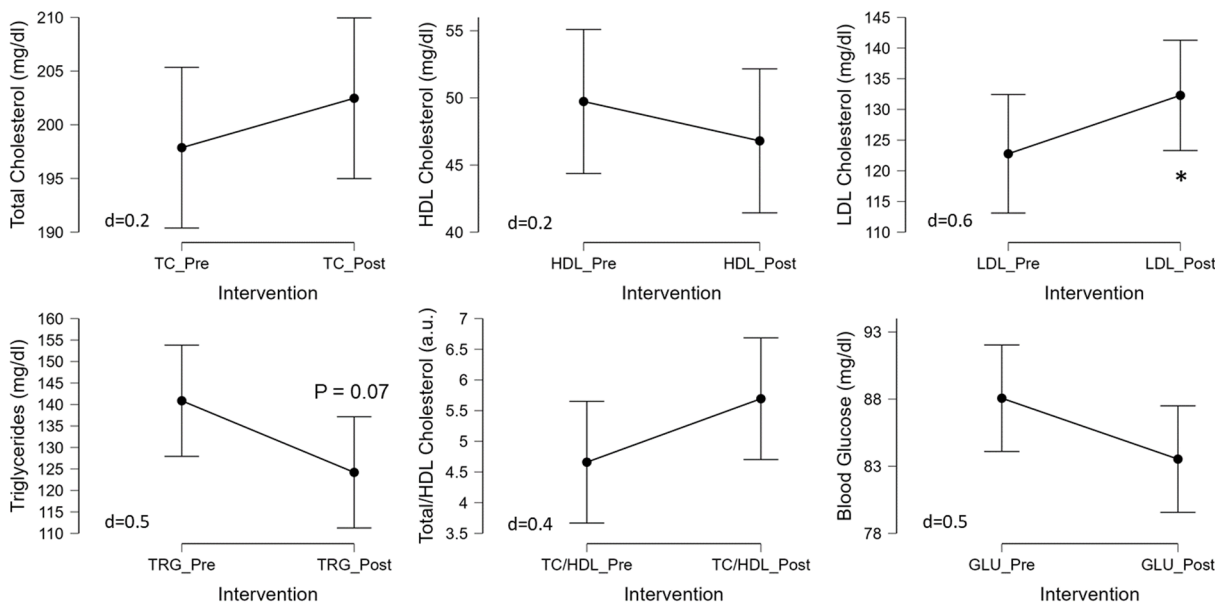 Total Cholesterol (mg/dl)
210
205
200
195
190
d=0.2
TC_Pre
TC_Post
Intervention
HDL Cholesterol (mg/dl)
55
50
45
40
d=0.2
HDL_Pre
HDL_Post
Intervention
LDL Cholesterol (mg/dl)
145
140
135
130
125
120
115
110
*
d=0.6
LDL_Pre
LDL_Post
Intervention
Triglycerides (mg/dl)
160
155
150
145
140
135
130
125
120
115
110
P = 0.07
d=0.5
TRG_Pre
TRG_Post
Intervention
Total/HDL Cholesterol (a.u.)
7
6.5
6
5.5
5
4.5
4
3.5
d=0.4
TC/HDL_Pre
TC/HDL_Post
Intervention
Blood Glucose (mg/dl)
93
88
83
78
d=0.5
GLU_Pre
GLU_Post
Intervention